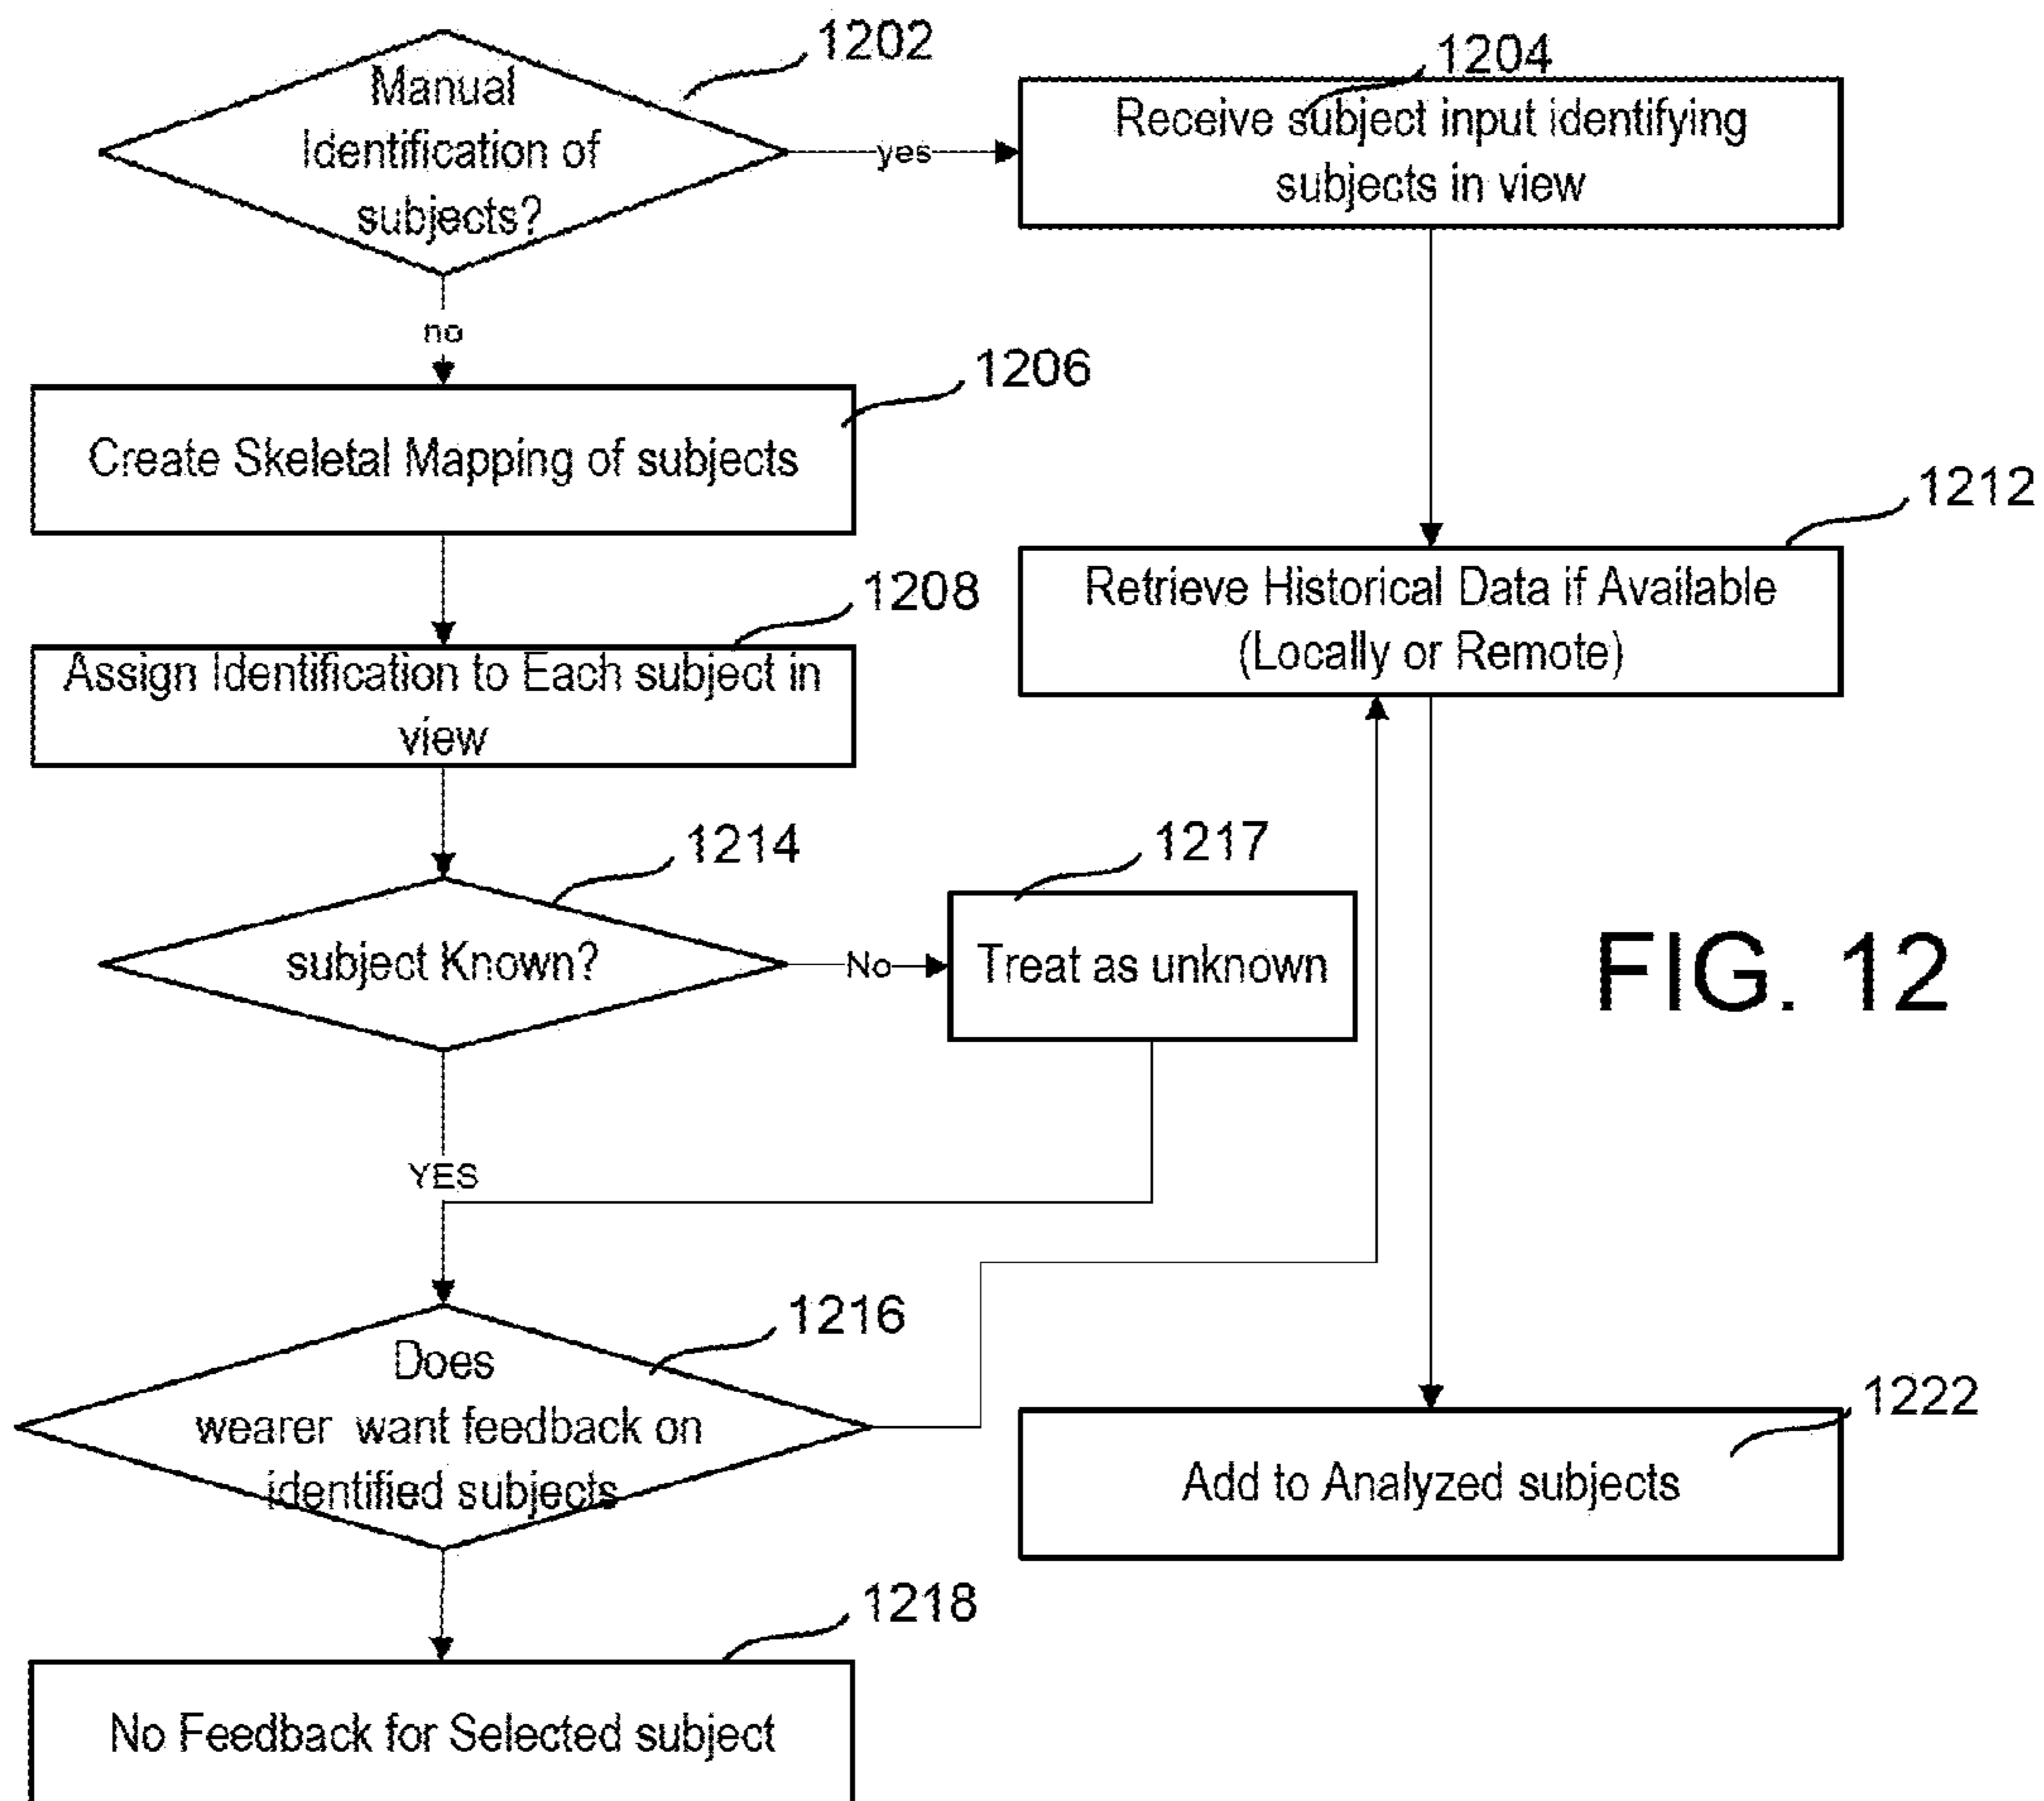 1202
Manual
Identification of
subjects?
yes
1204
Receive subject input identifying
subjects in view
no
1206
Create Skeletal Mapping of subjects
1212
Retrieve Historical Data if Available
(Locally or Remote)
1208
Assign Identification to Each subject in
view
1214
subject Known?
No
1217
Treat as unknown
FIG. 12
YES
1216
Does
wearer want feedback on
identified subjects
1222
Add to Analyzed subjects
1218
No Feedback for Selected subject